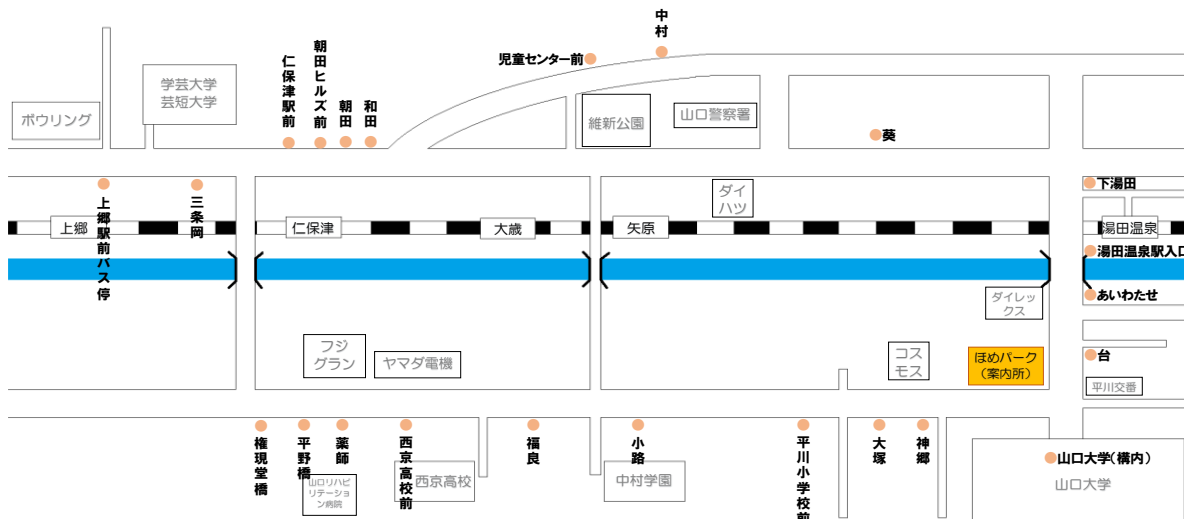 中村
児童センター前
朝田ヒルズ前
仁保津駅前
朝田
和田
学芸大学
芸短大学
ボウリング
維新公園
山口警察署
葵
上郷駅前バス停
三条岡
ダイ
ハツ
下湯田
上郷
仁保津
大歳
矢原
湯田温泉
湯田温泉駅入口
あいわたせ
ダイレッ
クス
フジ
グラン
ヤマダ電機
コス
モス
ほめパーク
（案内所）
台
平川交番
権現堂橋
平野橋
薬師
西京高校前
福良
小路
平川小学校前
大塚
神郷
山口リハビ
リテーショ
ン病院
西京高校
中村学園
山口大学（構内）
山口大学